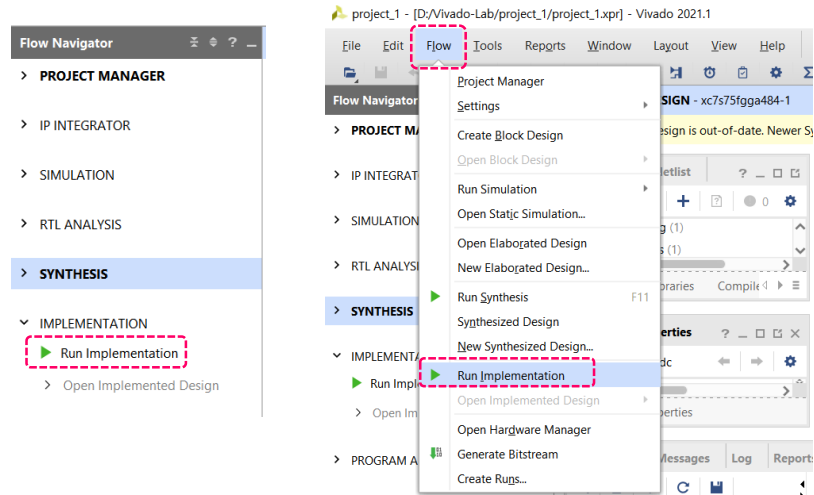 Flow Navigator
PROJECT MANAGER
IP INTEGRATOR
SIMULATION
RTL ANALYSIS
SYNTHESIS
IMPLEMENTATION
Run Implementation
Open Implemented Design
project_1 - [D:/Vivado-Lab/project_1/project_1.xpr] - Vivado 2021.1
File Edit Flow Tools Reports Window Layout View Help
Flow Navigator
PROJECT MA
IP INTEGRAT
SIMULATION
RTL ANALYSI
SYNTHESIS
IMPLEMENTA
Run Impl
Open Im
PROGRAM A
Project Manager
Settings
Create Block Design
Open Block Design
Run Simulation
Open Static Simulation...
Open Elaborated Design
New Elaborated Design...
Run Synthesis F11
Synthesized Design
New Synthesized Design...
Run Implementation
Open Implemented Design
Open Hardware Manager
Generate Bitstream
Create Runs...
SIGN - xc7s75fgga484-1
esign is out-of-date. Newer Sy
letlist
0
g (1)
s (1)
braries Compile
erties
dc
perties
Messages Log Reports